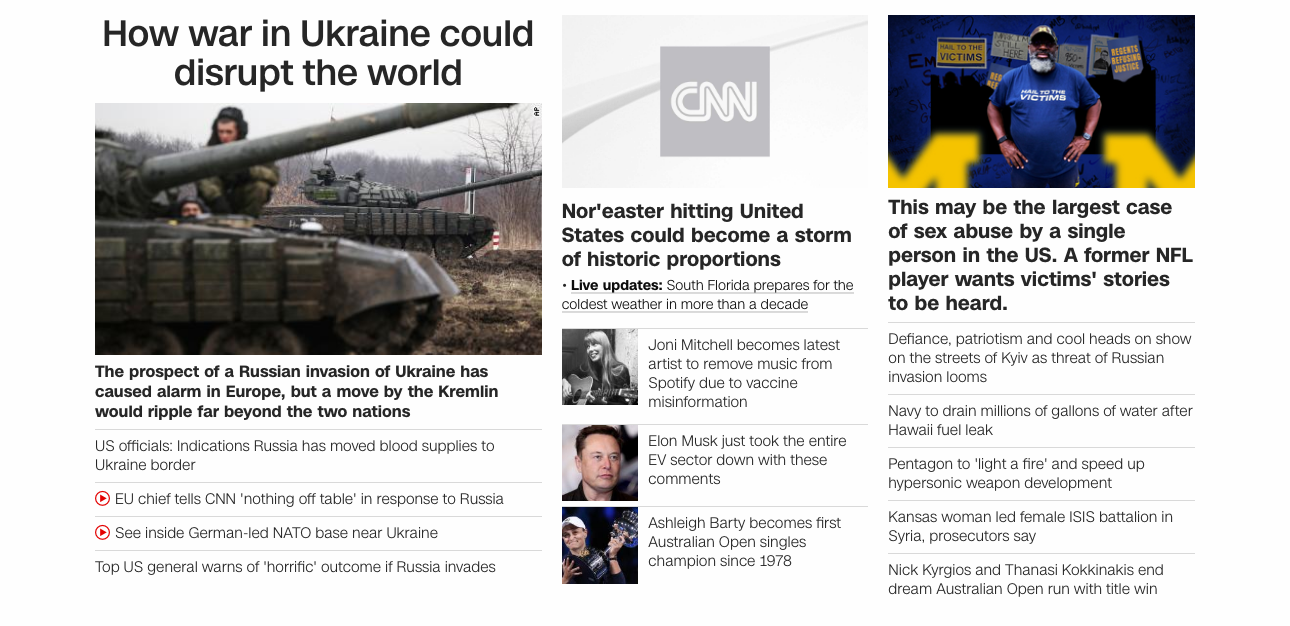 How war in Ukraine could
disrupt the world
AP
The prospect of a Russian invasion of Ukraine has
caused alarm in Europe, but a move by the Kremlin
would ripple far beyond the two nations
US officials: Indications Russia has moved blood supplies to
Ukraine border
EU chief tells CNN 'nothing off table' in response to Russia
See inside German-led NATO base near Ukraine
Top US general warns of 'horrific' outcome if Russia invades
CNN
Nor'easter hitting United
States could become a storm
of historic proportions
• Live updates: South Florida prepares for the
coldest weather in more than a decade
Joni Mitchell becomes latest
artist to remove music from
Spotify due to vaccine
misinformation
Elon Musk just took the entire
EV sector down with these
comments
Ashleigh Barty becomes first
Australian Open singles
champion since 1978
HAIL TO THE
VICTIMS
STILL
HERE
950+
REGENTS
REFUSING
JUSTICE
HAIL TO THE
VICTIMS
M M
This may be the largest case
of sex abuse by a single
person in the US. A former NFL
player wants victims' stories
to be heard.
Defiance, patriotism and cool heads on show
on the streets of Kyiv as threat of Russian
invasion looms
Navy to drain millions of gallons of water after
Hawaii fuel leak
Pentagon to 'light a fire' and speed up
hypersonic weapon development
Kansas woman led female ISIS battalion in
Syria, prosecutors say
Nick Kyrgios and Thanasi Kokkinakis end
dream Australian Open run with title win